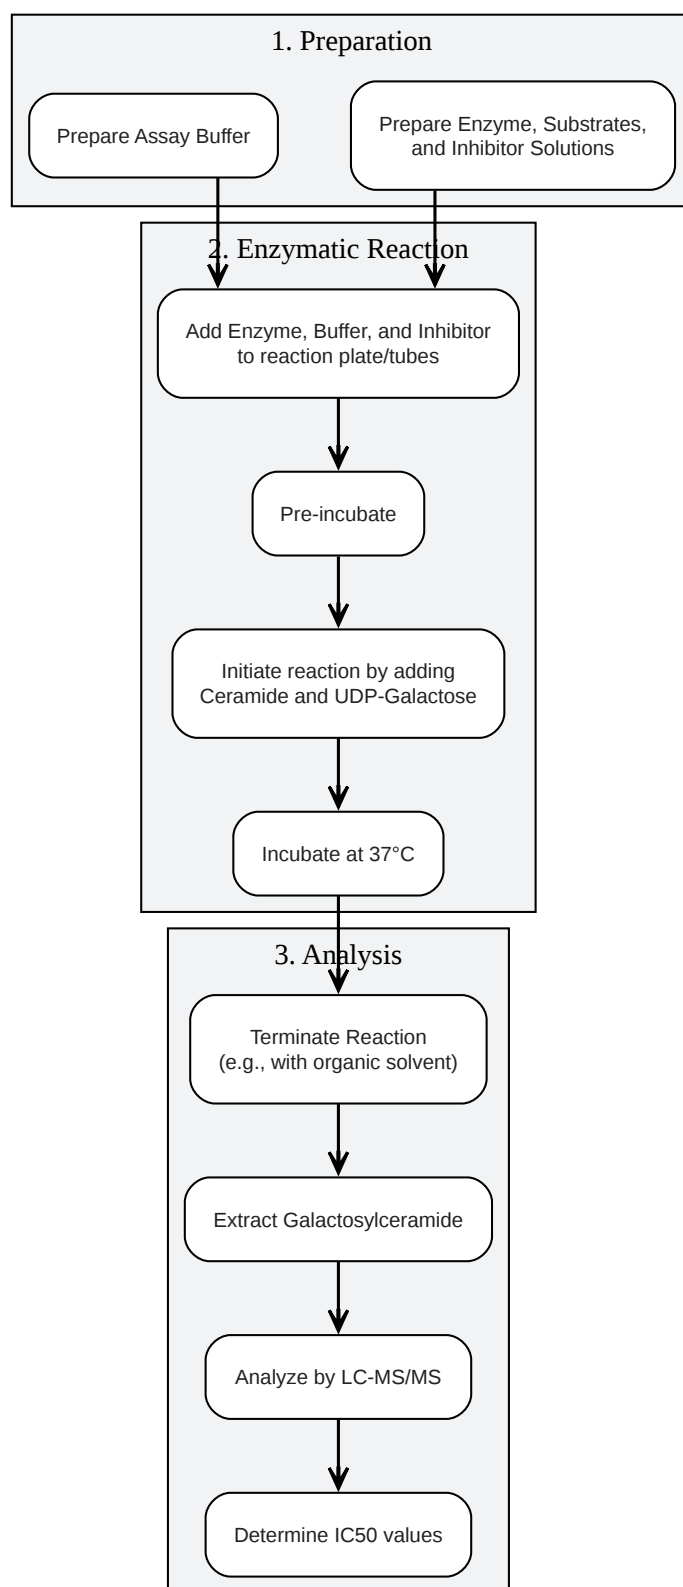 1. Preparation
Prepare Assay Buffer
Prepare Enzyme, Substrates,
and Inhibitor Solutions
2. Enzymatic Reaction
Add Enzyme, Buffer, and Inhibitor
to reaction plate/tubes
Pre-incubate
Initiate reaction by adding
Ceramide and UDP-Galactose
Incubate at 37°C
3. Analysis
Terminate Reaction
(e.g., with organic solvent)
Extract Galactosylceramide
Analyze by LC-MS/MS
Determine IC50 values